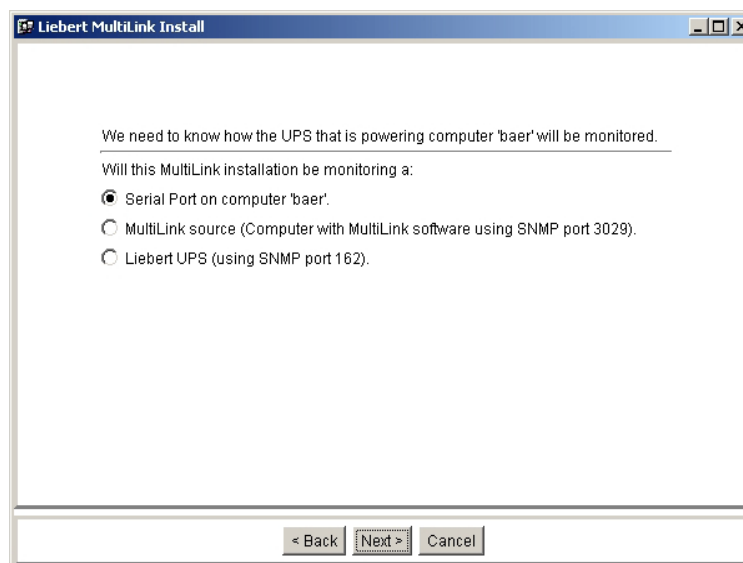 Liebert MultiLink Install
We need to know how the UPS that is powering computer 'baer' will be monitored.
Will this MultiLink installation be monitoring a:
Serial Port on computer 'baer'.
MultiLink source (Computer with MultiLink software using SNMP port 3029).
Liebert UPS (using SNMP port 162).
< Back Next > Cancel